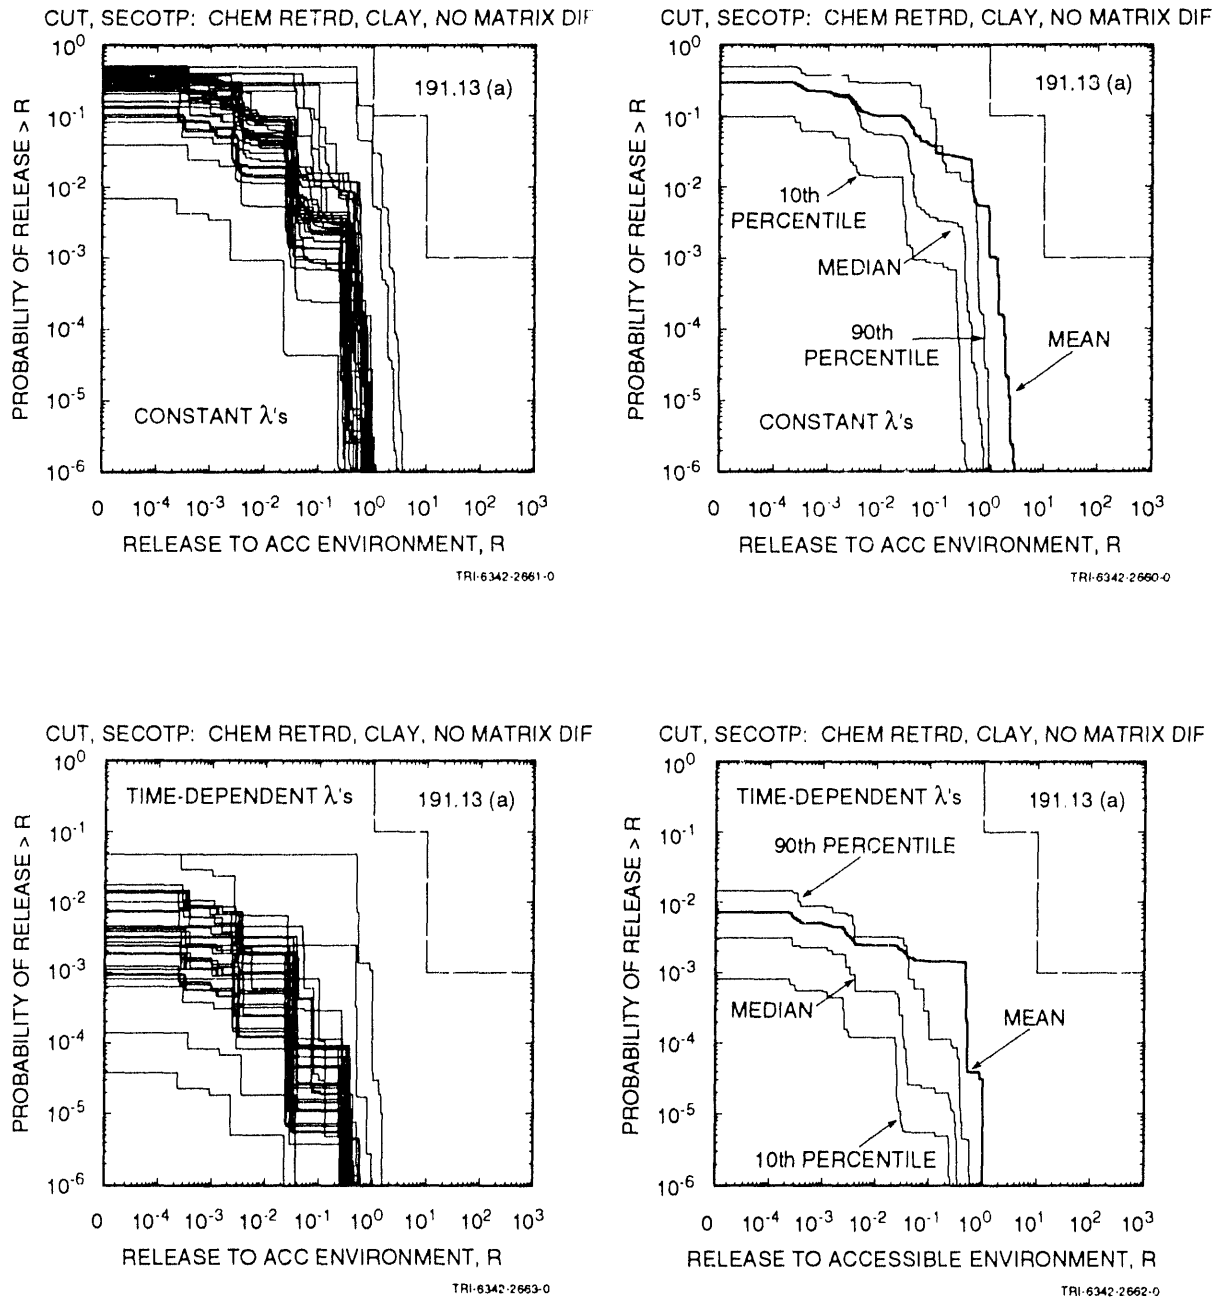 CUT, SECOTP: CHEM RETRD, CLAY, NO MATRIX DIF
PROBABILITY OF RELEASE > R
10^0
10^-1
10^-2
10^-3
10^-4
10^-5
10^-6
191.13 (a)
CONSTANT λ's
0 10^-4 10^-3 10^-2 10^-1 10^0 10^1 10^2 10^3
RELEASE TO ACC ENVIRONMENT, R
TRI-6342-2661-0
CUT, SECOTP: CHEM RETRD, CLAY, NO MATRIX DIF
PROBABILITY OF RELEASE > R
10^0
10^-1
10^-2
10^-3
10^-4
10^-5
10^-6
191.13 (a)
10th
PERCENTILE
MEDIAN
90th
PERCENTILE
MEAN
CONSTANT λ's
0 10^-4 10^-3 10^-2 10^-1 10^0 10^1 10^2 10^3
RELEASE TO ACC ENVIRONMENT, R
TRI-6342-2660-0
CUT, SECOTP: CHEM RETRD, CLAY, NO MATRIX DIF
PROBABILITY OF RELEASE > R
10^0
10^-1
10^-2
10^-3
10^-4
10^-5
10^-6
TIME-DEPENDENT λ's
191.13 (a)
0 10^-4 10^-3 10^-2 10^-1 10^0 10^1 10^2 10^3
RELEASE TO ACC ENVIRONMENT, R
TRI-6342-2663-0
CUT, SECOTP: CHEM RETRD, CLAY, NO MATRIX DIF
PROBABILITY OF RELEASE > R
10^0
10^-1
10^-2
10^-3
10^-4
10^-5
10^-6
TIME-DEPENDENT λ's
191.13 (a)
90th PERCENTILE
MEDIAN
MEAN
10th PERCENTILE
0 10^-4 10^-3 10^-2 10^-1 10^0 10^1 10^2 10^3
RELEASE TO ACCESSIBLE ENVIRONMENT, R
TRI-6342-2662-0